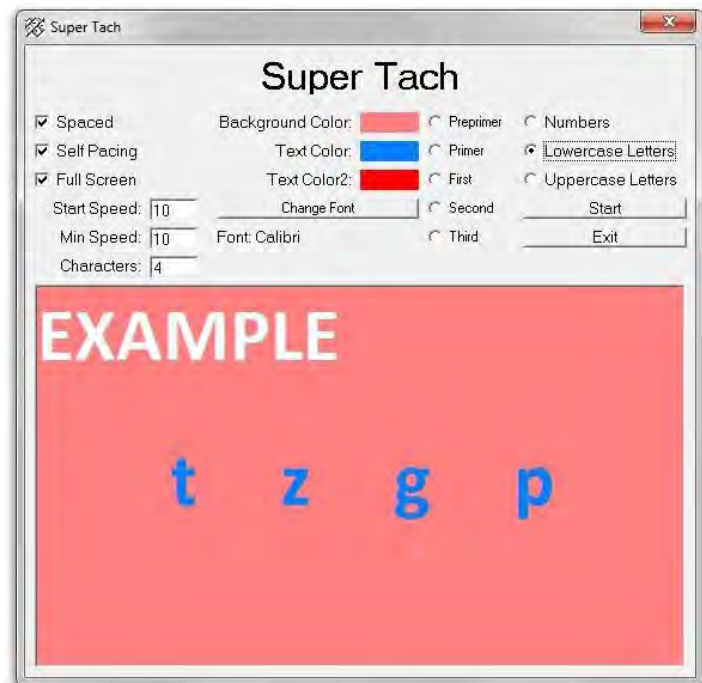 Super Tach
Super Tach
Spaced Background Color: Preprimer Numbers
Self Pacing Text Color: Primer Lowercase Letters
Full Screen Text Color2: First Uppercase Letters
Start Speed: 10 Change Font Second Start
Min Speed: 10 Font: Calibri Third Exit
Characters: 4
EXAMPLE
t z g p